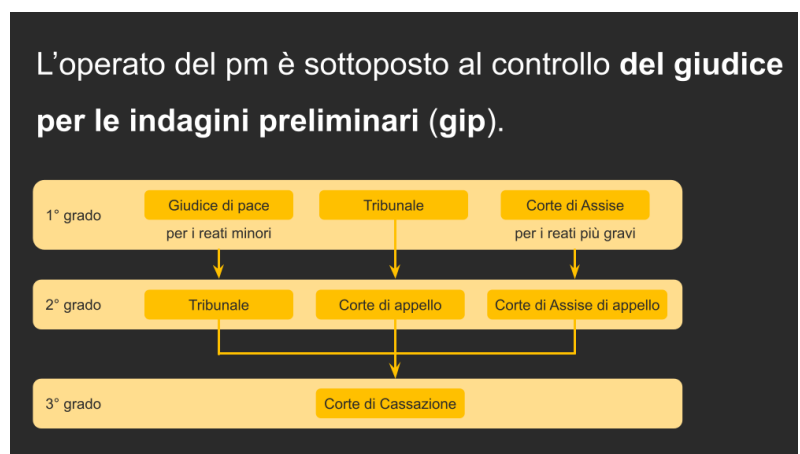 L’operato del pm è sottoposto al controllo del giudice
per le indagini preliminari (gip).
1° grado
Giudice di pace
per i reati minori
Tribunale
Corte di Assise
per i reati più gravi
2° grado
Tribunale
Corte di appello
Corte di Assise di appello
3° grado
Corte di Cassazione